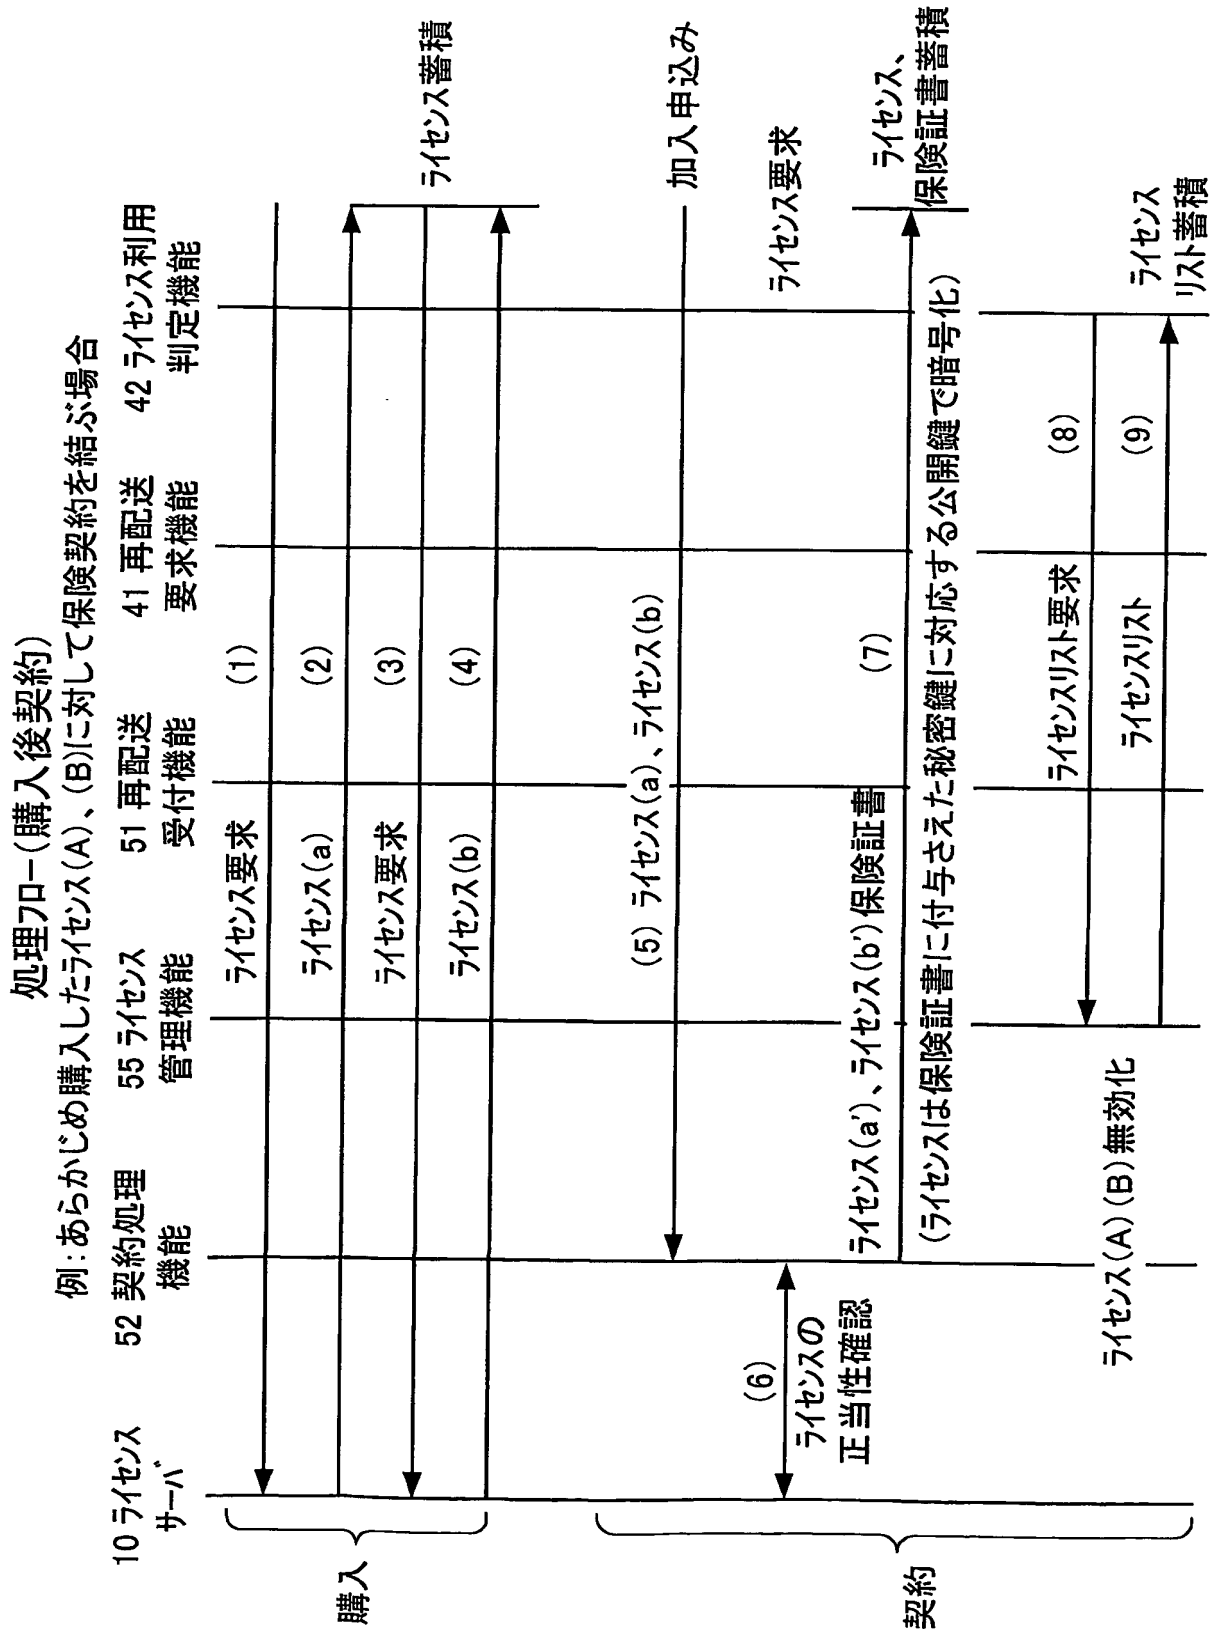 処理フロー(購入後契約)
例:あらかじめ購入したライセンス(A)、(B)に対して保険契約を結ぶ場合
10 ライセンス
サーバ
52 契約処理
機能
55 ライセンス
管理機能
51 再配送
受付機能
41 再配送
要求機能
42 ライセンス利用
判定機能
購入
ライセンス要求
(1)
ライセンス(a)
(2)
ライセンス要求
(3)
ライセンス蓄積
ライセンス(b)
(4)
契約
(5) ライセンス(a)、ライセンス(b)
加入申込み
(6)
ライセンスの
正当性確認
ライセンス要求
ライセンス(a')、ライセンス(b')保険証書
(7)
ライセンス、
保険証書蓄積
(ライセンスは保険証書に付与さえた秘密鍵に対応する公開鍵で暗号化)
ライセンスリスト要求
(8)
ライセンス(A)(B)無効化
ライセンスリスト
(9)
ライセンス
リスト蓄積